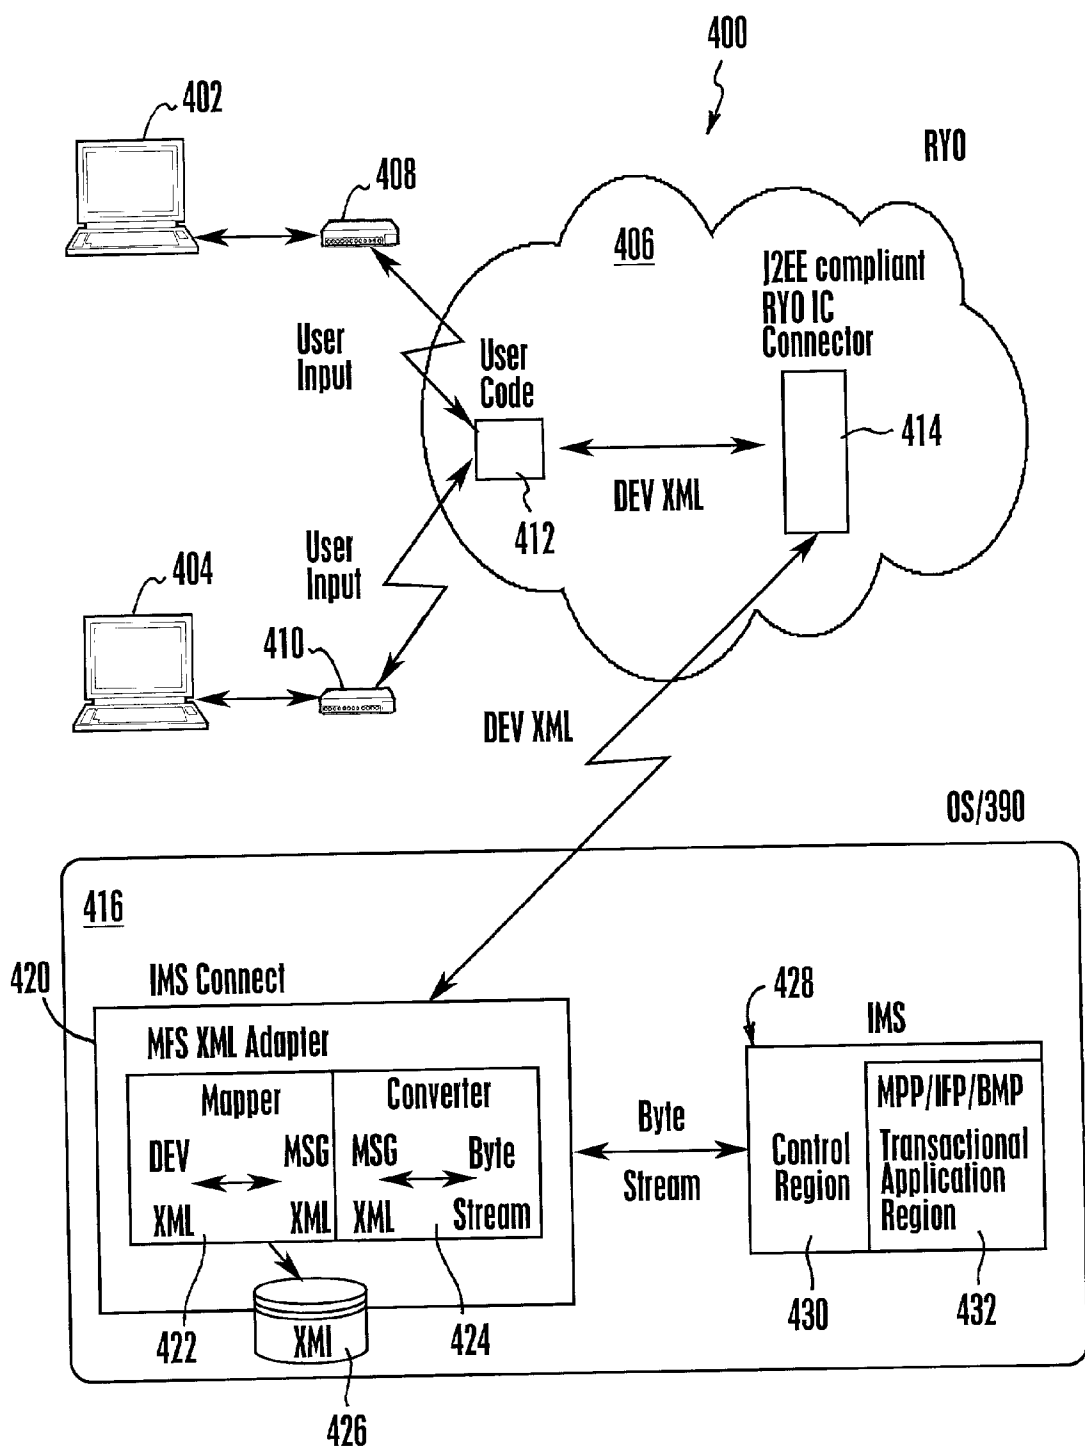 400
402
RYO
408
406
J2EE compliant
RYO IC
Connector
User
Input
User
Code
414
DEV XML
412
User
Input
404
410
DEV XML
OS/390
416
420
IMS Connect
428
IMS
MFS XML Adapter
Mapper
Converter
MPP/IFP/BMP
DEV
XML
MSG
XML
MSG
XML
Byte
Stream
Byte
Stream
Control
Region
Transactional
Application
Region
XMI
422
424
426
430
432